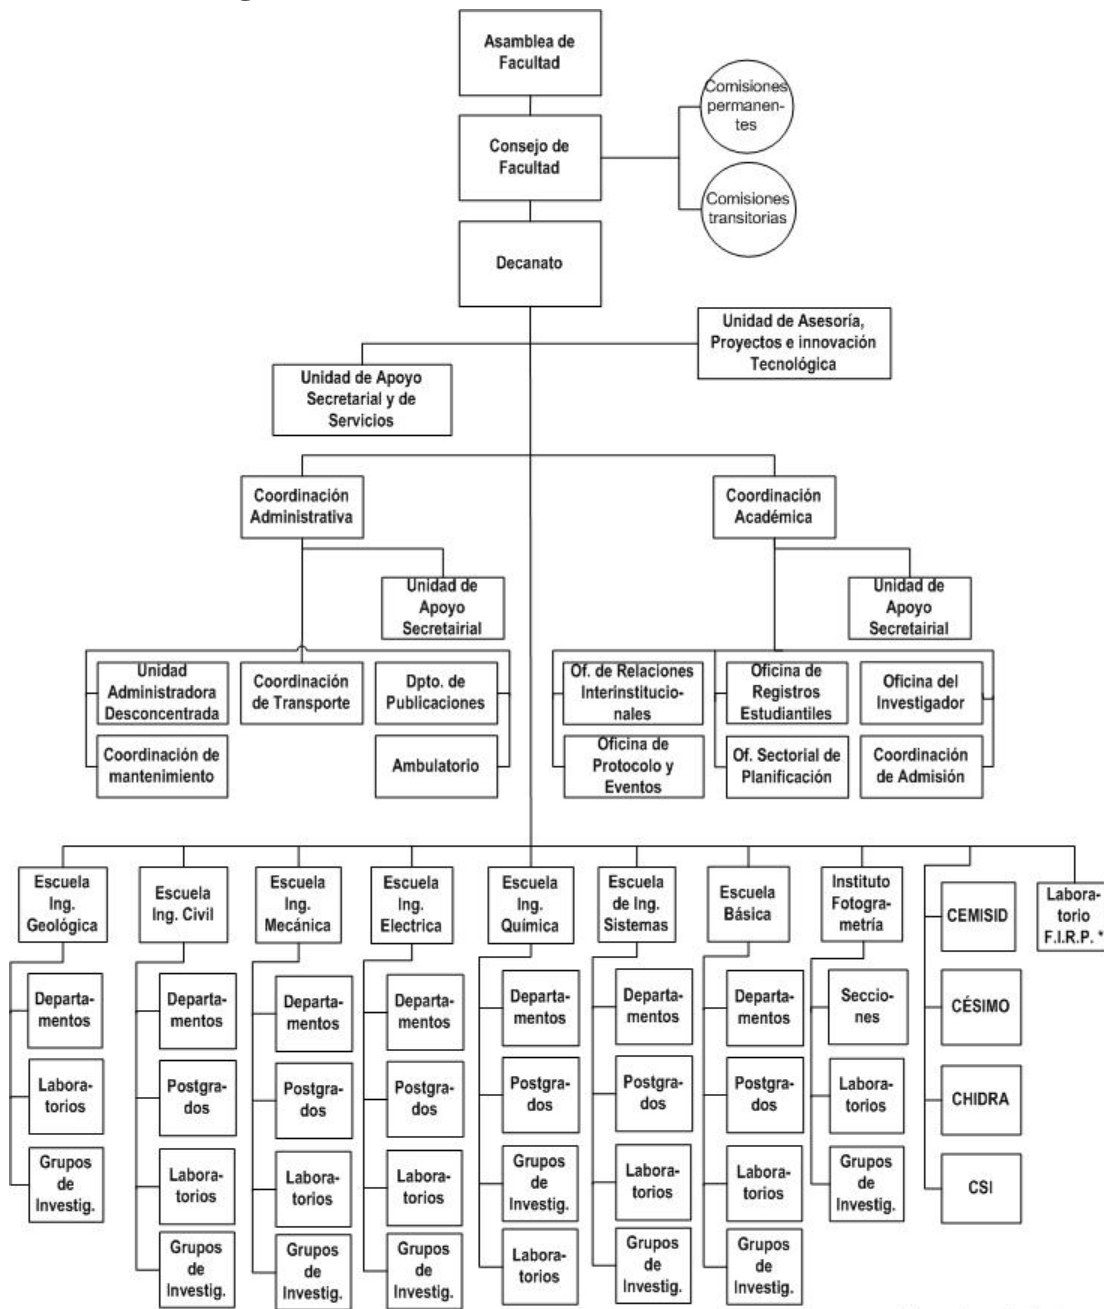 Asamblea de
Facultad
Comisiones
permanen-
tes
Consejo de
Facultad
Comisiones
transitorias
Decanato
Unidad de Asesoría,
Proyectos e innovación
Tecnológica
Unidad de Apoyo
Secretarial y de
Servicios
Coordinación
Administrativa
Coordinación
Académica
Unidad de
Apoyo
Secretairial
Unidad de
Apoyo
Secretairial
Unidad
Administradora
Desconcentrada
Coordinación
de Transporte
Dpto. de
Publicaciones
Of. de Relaciones
Interinstitucio-
nales
Oficina de
Registros
Estudiantiles
Oficina del
Investigador
Coordinación de
mantenimiento
Ambulatorio
Oficina de
Protocolo y
Eventos
Of. Sectorial de
Planificación
Coordinación
de Admisión
Escuela
Ing.
Geológica
Escuela
Ing. Civil
Escuela
Ing.
Mecánica
Escuela
Ing.
Electrica
Escuela
Ing.
Química
Escuela
de Ing.
Sistemas
Escuela
Básica
Instituto
Fotogra-
metría
CEMISID
Labora-
torio
F.I.R.P. *
Departa-
mentos
Departa-
mentos
Departa-
mentos
Departa-
mentos
Departa-
mentos
Departa-
mentos
Departa-
mentos
Seccio-
nes
CÉSIMO
Labora-
torios
Postgra-
dos
Postgra-
dos
Postgra-
dos
Postgra-
dos
Postgra-
dos
Postgra-
dos
Labora-
torios
CHIDRA
Grupos
de
Investig.
Labora-
torios
Labora-
torios
Labora-
torios
Grupos
de
Investig.
Labora-
torios
Labora-
torios
Grupos
de
Investig.
CSI
Grupos
de
Investig.
Grupos
de
Investig.
Grupos
de
Investig.
Labora-
torios
Grupos
de
Investig.
Grupos
de
Investig.